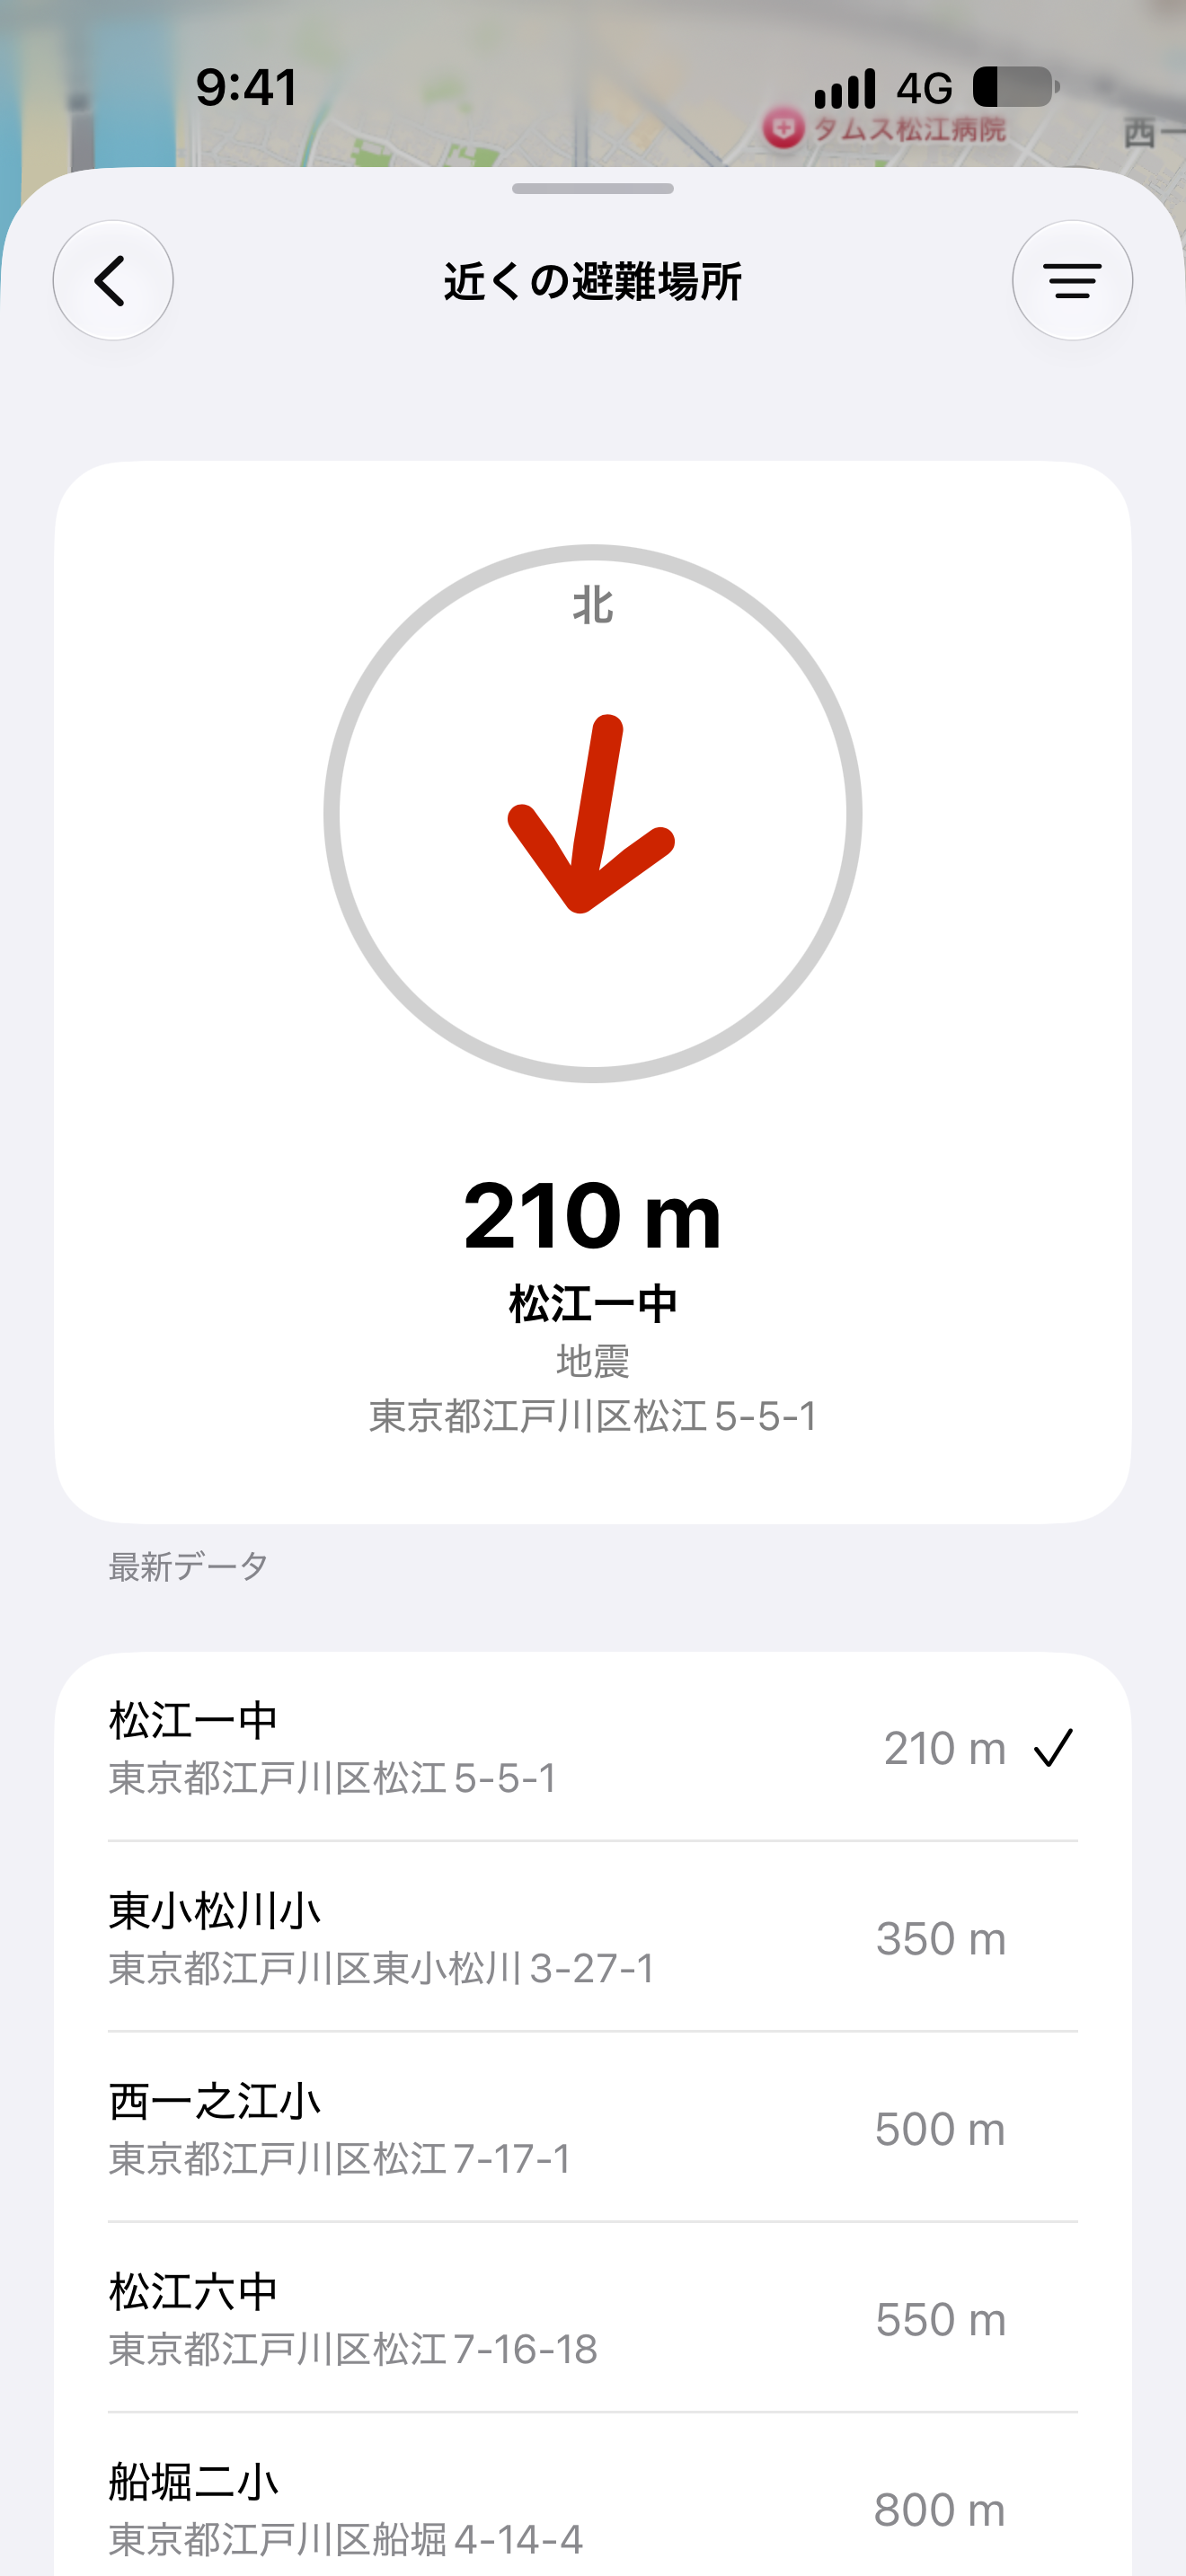 9:41
4G
タムス松江病院
西一
近くの避難場所
北
210 m
松江一中
地震
東京都江戸川区松江 5-5-1
最新データ
松江一中
東京都江戸川区松江 5-5-1
210 m
東小松川小
東京都江戸川区東小松川 3-27-1
350 m
西一之江小
東京都江戸川区松江 7-17-1
500 m
松江六中
東京都江戸川区松江 7-16-18
550 m
船堀二小
東京都江戸川区船堀 4-14-4
800 m